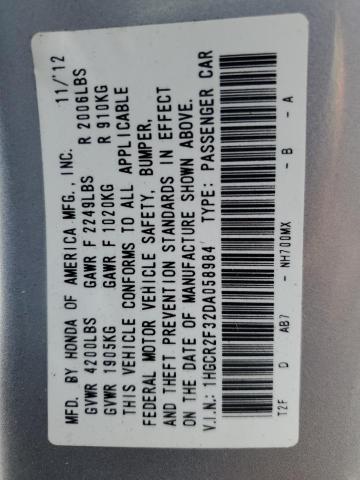 MFD. BY HONDA OF AMERICA MFG., INC. 11/'12
GVWR 4200LBS GAWR F 2249LBS R 2006LBS
GVWR 1905KG GAWR F 1020KG R 910KG
THIS VEHICLE CONFORMS TO ALL APPLICABLE
FEDERAL MOTOR VEHICLE SAFETY, BUMPER,
AND THEFT PREVENTION STANDARDS IN EFFECT
ON THE DATE OF MANUFACTURE SHOWN ABOVE.
V.I.N.: 1HGCR2F32DA058984 TYPE: PASSENGER CAR
T2F D AB7 - NH700MX - B - A